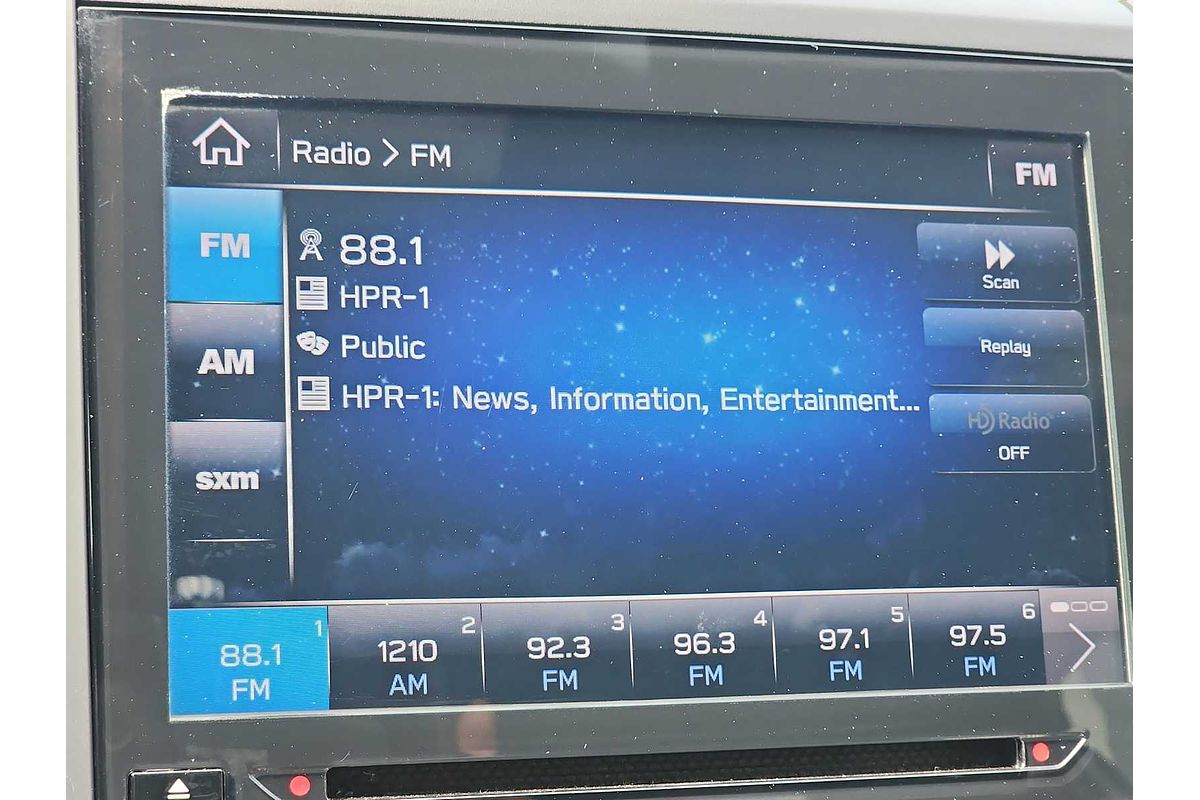 Radio > FM
FM
FM
AM
sxm
88.1
HPR-1
Public
HPR-1: News, Information, Entertainment...
Scan
Replay
HD Radio
OFF
1
88.1
FM
2
1210
AM
3
92.3
FM
4
96.3
FM
5
97.1
FM
6
97.5
FM